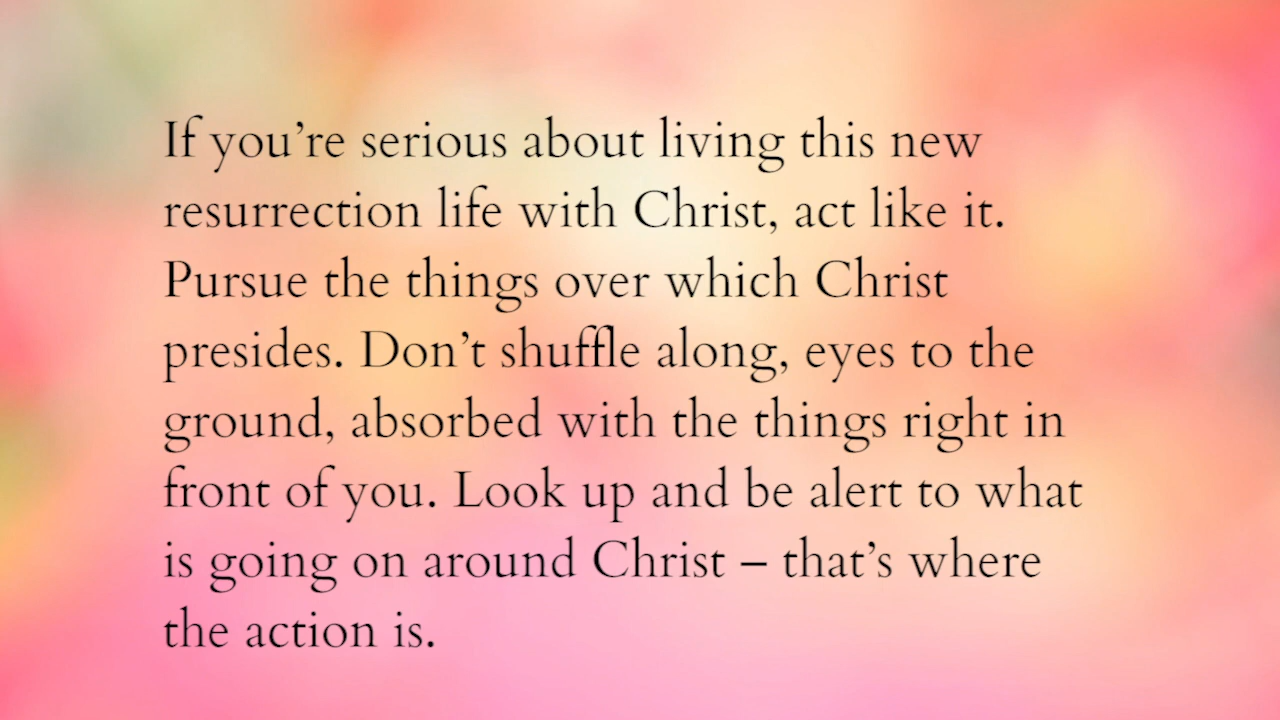 If you’re serious about living this new
resurrection life with Christ, act like it.
Pursue the things over which Christ
presides. Don’t shuffle along, eyes to the
ground, absorbed with the things right in
front of you. Look up and be alert to what
is going on around Christ – that’s where
the action is.